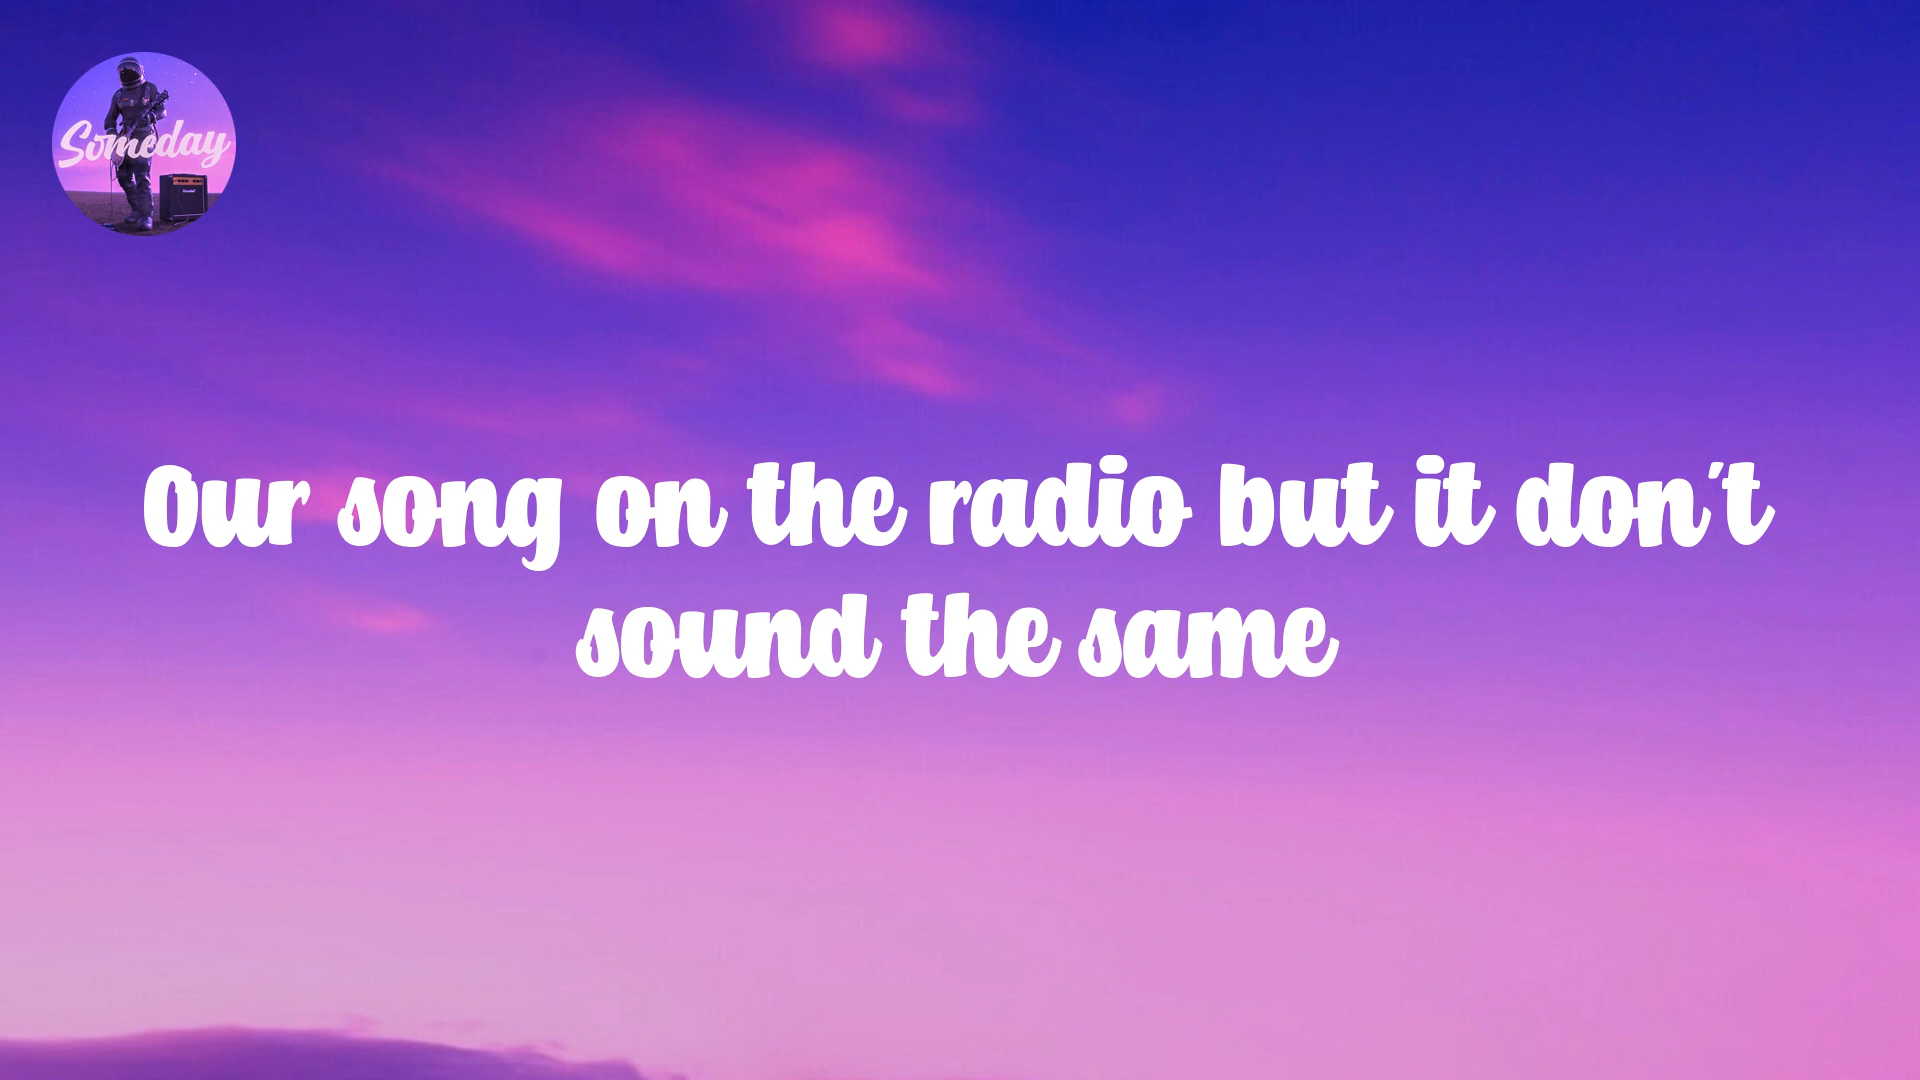 Someday
Our song on the radio but it don't
sound the same